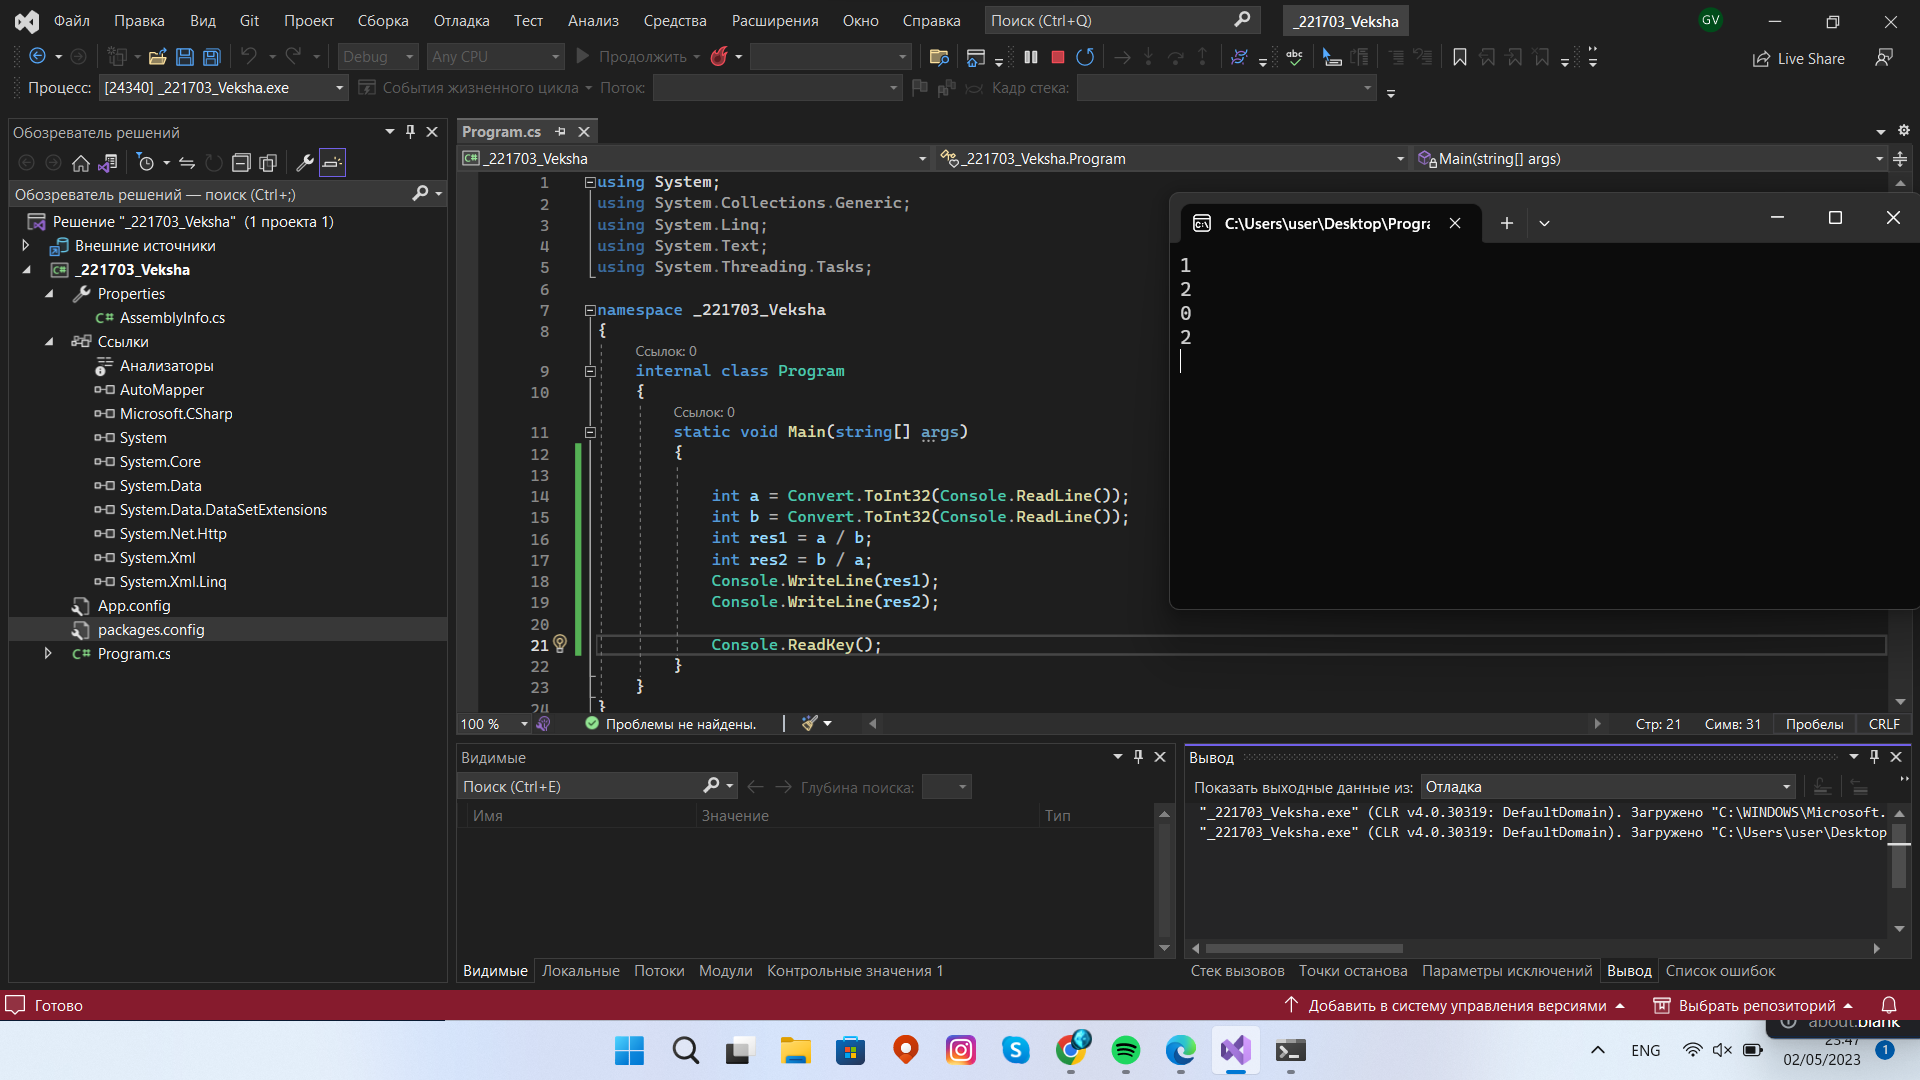 Файл Правка Вид Git Проект Сборка Отладка Тест Анализ Средства Расширения Окно Справка Поиск (Ctrl+Q) _221703_Veksha GV
Debug Any CPU Продолжить Live Share
Процесс: [24340] _221703_Veksha.exe События жизненного цикла Поток: Кадр стека:
Обозреватель решений
Обозреватель решений — поиск (Ctrl+;)
Решение "_221703_Veksha" (1 проекта 1)
Внешние источники
_221703_Veksha
Properties
AssemblyInfo.cs
Ссылки
Анализаторы
AutoMapper
Microsoft.CSharp
System
System.Core
System.Data
System.Data.DataSetExtensions
System.Net.Http
System.Xml
System.Xml.Linq
App.config
packages.config
Program.cs
Program.cs
_221703_Veksha _221703_Veksha.Program Main(string[] args)
1 using System;
2 using System.Collections.Generic;
3 using System.Linq;
4 using System.Text;
5 using System.Threading.Tasks;
6
7 namespace _221703_Veksha
8 {
Ссылок: 0
9 internal class Program
10 {
Ссылок: 0
11 static void Main(string[] args)
12 {
13
14 int a = Convert.ToInt32(Console.ReadLine());
15 int b = Convert.ToInt32(Console.ReadLine());
16 int res1 = a / b;
17 int res2 = b / a;
18 Console.WriteLine(res1);
19 Console.WriteLine(res2);
20
21 Console.ReadKey();
22 }
23 }
24 }
C:\Users\user\Desktop\Progra
1
2
0
2
100 % Проблемы не найдены. Стр: 21 Симв: 31 Пробелы CRLF
Видимые
Поиск (Ctrl+E) Глубина поиска:
Имя Значение Тип
Видимые Локальные Потоки Модули Контрольные значения 1
Вывод
Показать выходные данные из: Отладка
"_221703_Veksha.exe" (CLR v4.0.30319: DefaultDomain). Загружено "C:\WINDOWS\Microsoft.
"_221703_Veksha.exe" (CLR v4.0.30319: DefaultDomain). Загружено "C:\Users\user\Desktop
Стек вызовов Точки останова Параметры исключений Вывод Список ошибок
Готово Добавить в систему управления версиями Выбрать репозиторий
about:blank
ENG 23:47
02/05/2023 1